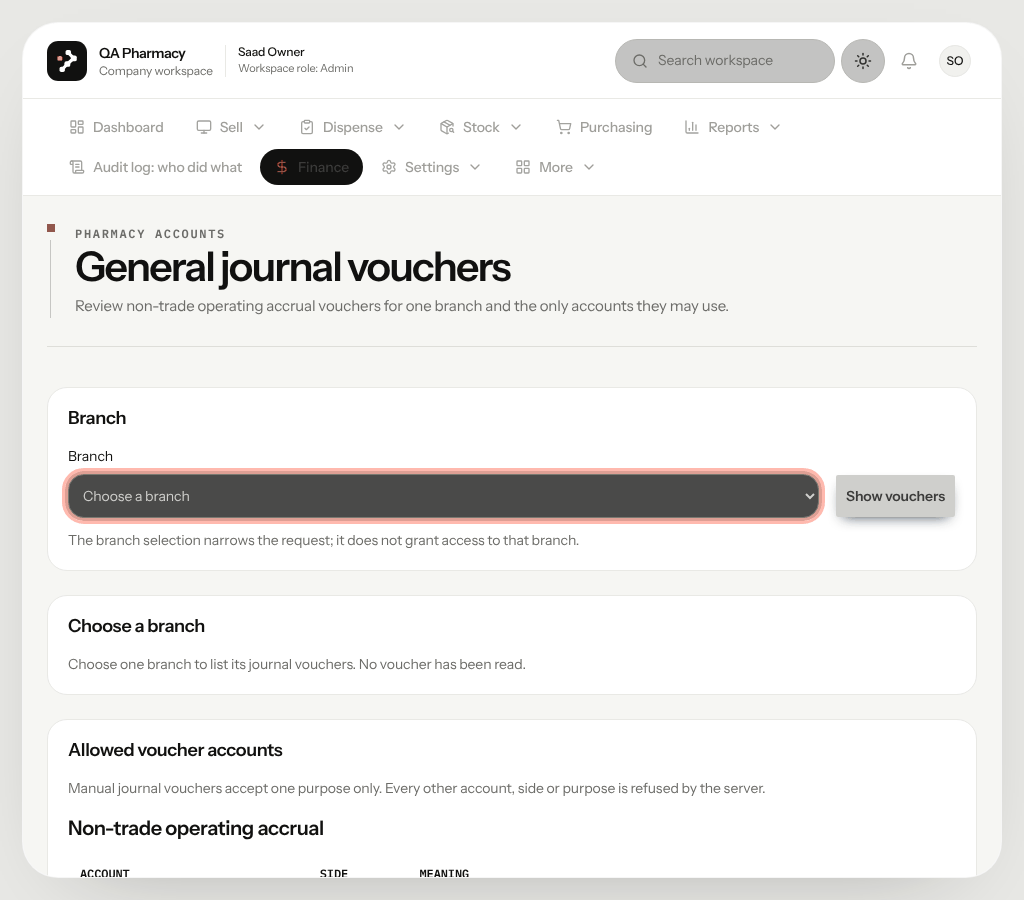 QA Pharmacy
Company workspace
Saad Owner
Workspace role: Admin
Search workspace
SO
Dashboard
Sell
Dispense
Stock
Purchasing
Reports
Audit log: who did what
Finance
Settings
More
PHARMACY ACCOUNTS
General journal vouchers
Review non-trade operating accrual vouchers for one branch and the only accounts they may use.
Branch
Branch
Choose a branch
Show vouchers
The branch selection narrows the request; it does not grant access to that branch.
Choose a branch
Choose one branch to list its journal vouchers. No voucher has been read.
Allowed voucher accounts
Manual journal vouchers accept one purpose only. Every other account, side or purpose is refused by the server.
Non-trade operating accrual
ACCOUNT SIDE MEANING